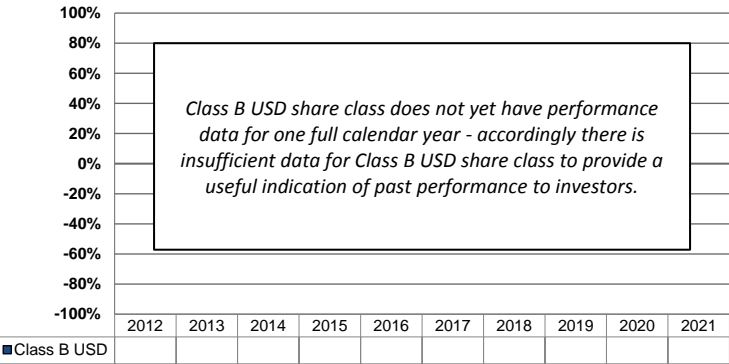 100%
80%
60%
40%
20%
0%
-20%
-40%
-60%
-80%
-100%
Class B USD share class does not yet have performance
data for one full calendar year - accordingly there is
insufficient data for Class B USD share class to provide a
useful indication of past performance to investors.
2012 2013 2014 2015 2016 2017 2018 2019 2020 2021
Class B USD